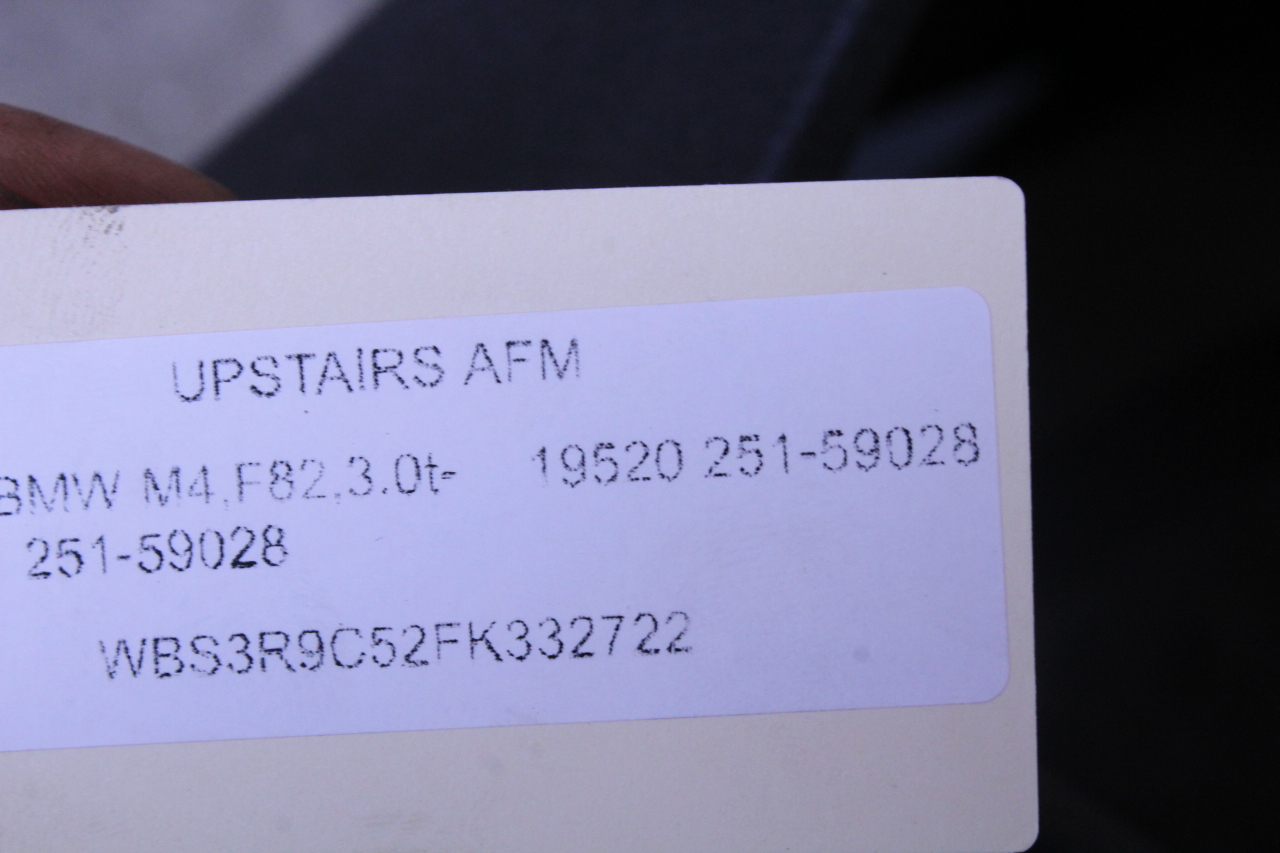 UPSTAIRS AFM
BMW M4,F82,3.0t- 19520 251-59028
251-59028
WBS3R9C52FK332722